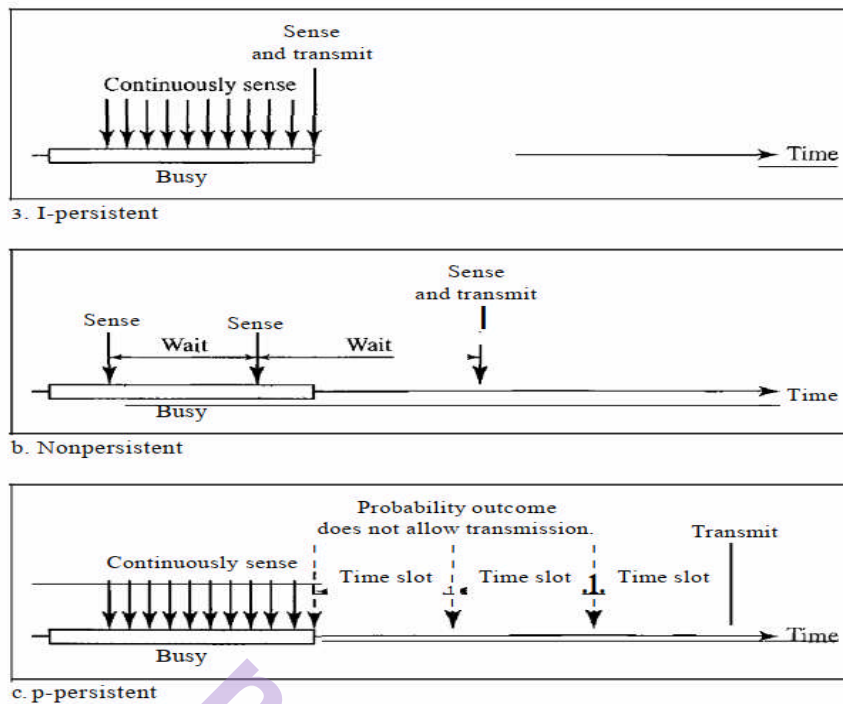 Sense
and transmit
Continuously sense
Time
Busy
3. I-persistent
Sense
and transmit
Sense Sense
Wait Wait
Time
Busy
b. Nonpersistent
Probability outcome
does not allow transmission.
Transmit
Continuously sense
Time slot Time slot 1 Time slot
Time
Busy
c. p-persistent